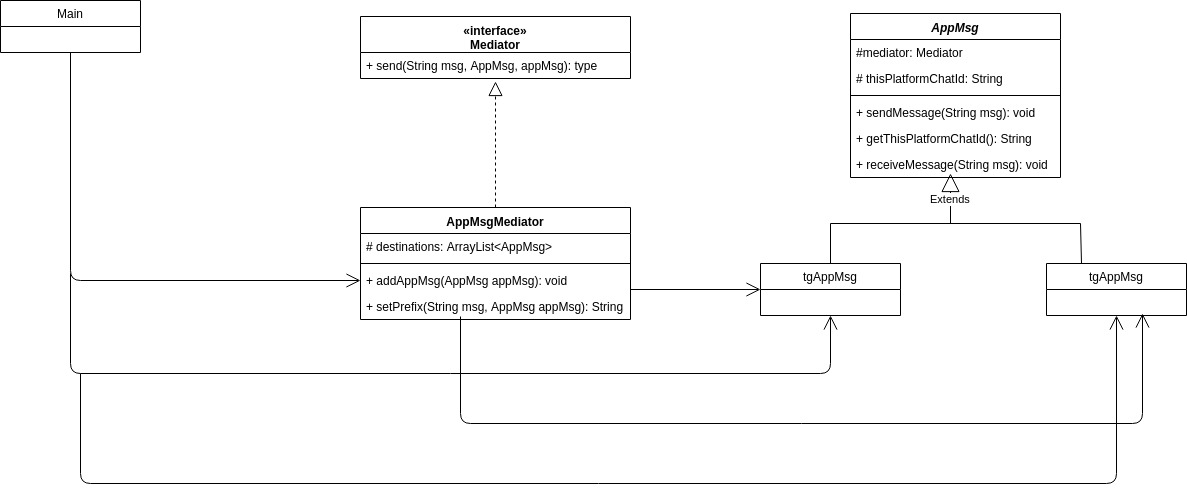 Main
«interface»
Mediator
+ send(String msg, AppMsg, appMsg): type
AppMsg
#mediator: Mediator
# thisPlatformChatId: String
+ sendMessage(String msg): void
+ getThisPlatformChatId(): String
+ receiveMessage(String msg): void
Extends
AppMsgMediator
# destinations: ArrayList<AppMsg>
+ addAppMsg(AppMsg appMsg): void
+ setPrefix(String msg, AppMsg appMsg): String
tgAppMsg
tgAppMsg